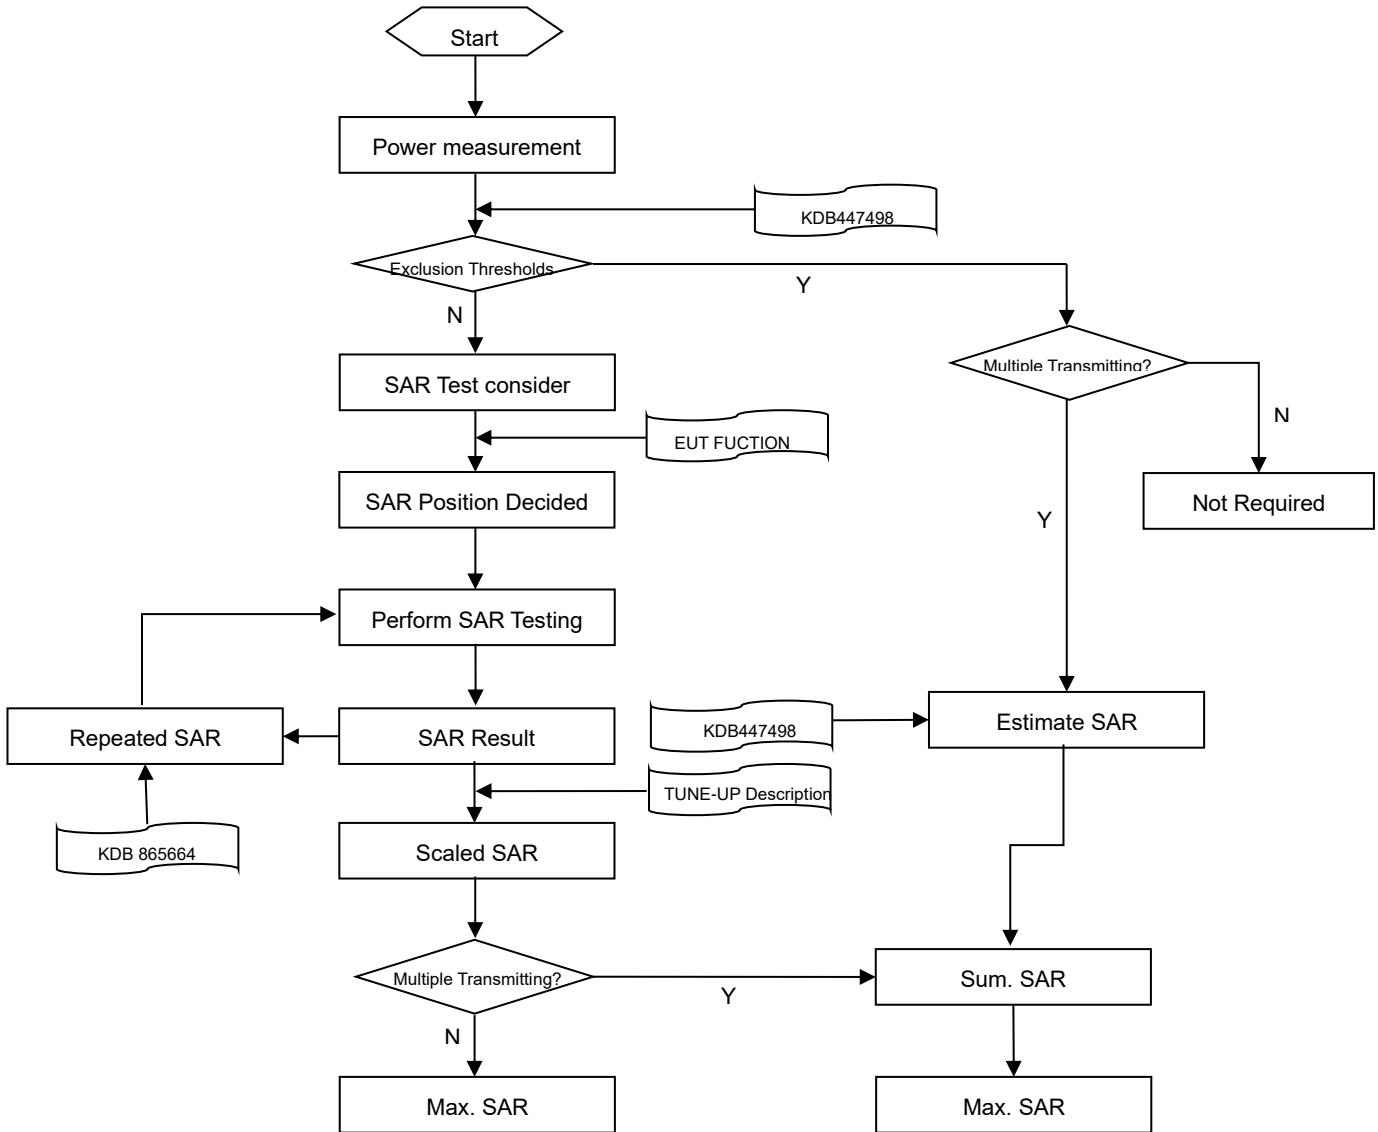 Start
Power measurement
KDB447498
Exclusion Thresholds
Y
N
Multiple Transmitting?
SAR Test consider
N
EUT FUCTION
SAR Position Decided
Not Required
Y
Perform SAR Testing
Repeated SAR
SAR Result
KDB447498
Estimate SAR
TUNE-UP Description
KDB 865664
Scaled SAR
Multiple Transmitting?
Y
Sum. SAR
N
Max. SAR
Max. SAR